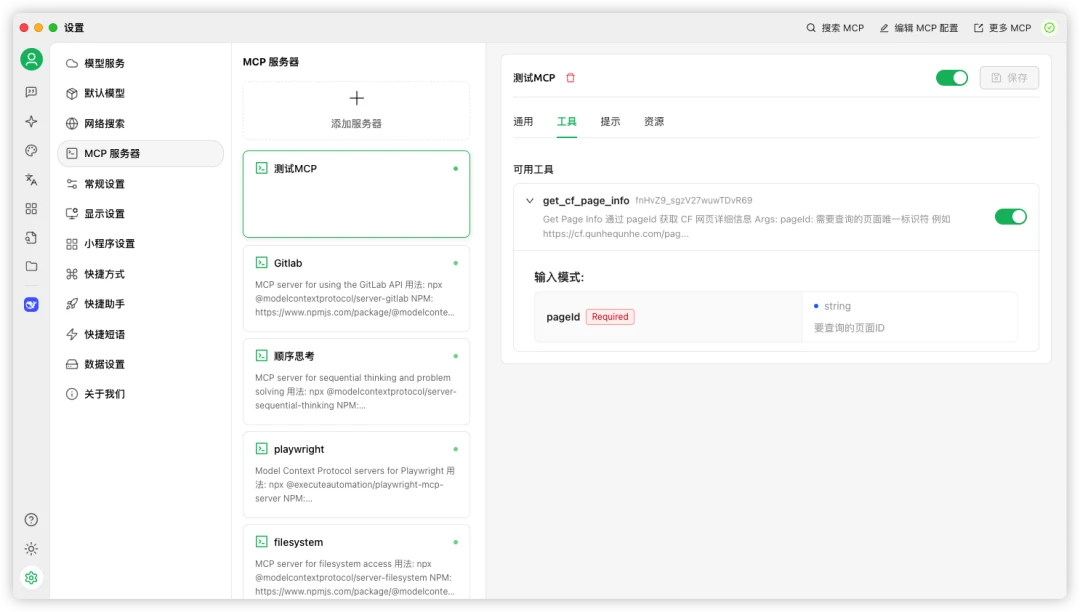 设置
搜索 MCP
编辑 MCP 配置
更多 MCP
模型服务
默认模型
网络搜索
MCP 服务器
常规设置
显示设置
小程序设置
快捷方式
快捷助手
快捷短语
数据设置
关于我们
MCP 服务器
添加服务器
测试MCP
Gitlab
MCP server for using the GitLab API 用法: npx
@modelcontextprotocol/server-gitlab NPM:
https://www.npmjs.com/package/@modelconte...
顺序思考
MCP server for sequential thinking and problem
solving 用法: npx @modelcontextprotocol/server-
sequential-thinking NPM:...
playwright
Model Context Protocol servers for Playwright 用
法: npx @executeautomation/playwright-mcp-
server NPM:...
filesystem
MCP server for filesystem access 用法: npx
@modelcontextprotocol/server-filesystem NPM:
https://www.npmjs.com/package/@modelconte...
测试MCP
保存
通用
工具
提示
资源
可用工具
get_cf_page_info fnHvZ9_sgzV27wuwTDvR69
Get Page Info 通过 pageId 获取 CF 网页详细信息 Args: pageId: 需要查询的页面唯一标识符 例如
https://cf.qunhequnhe.com/pag...
输入模式:
pageId Required
string
要查询的页面ID